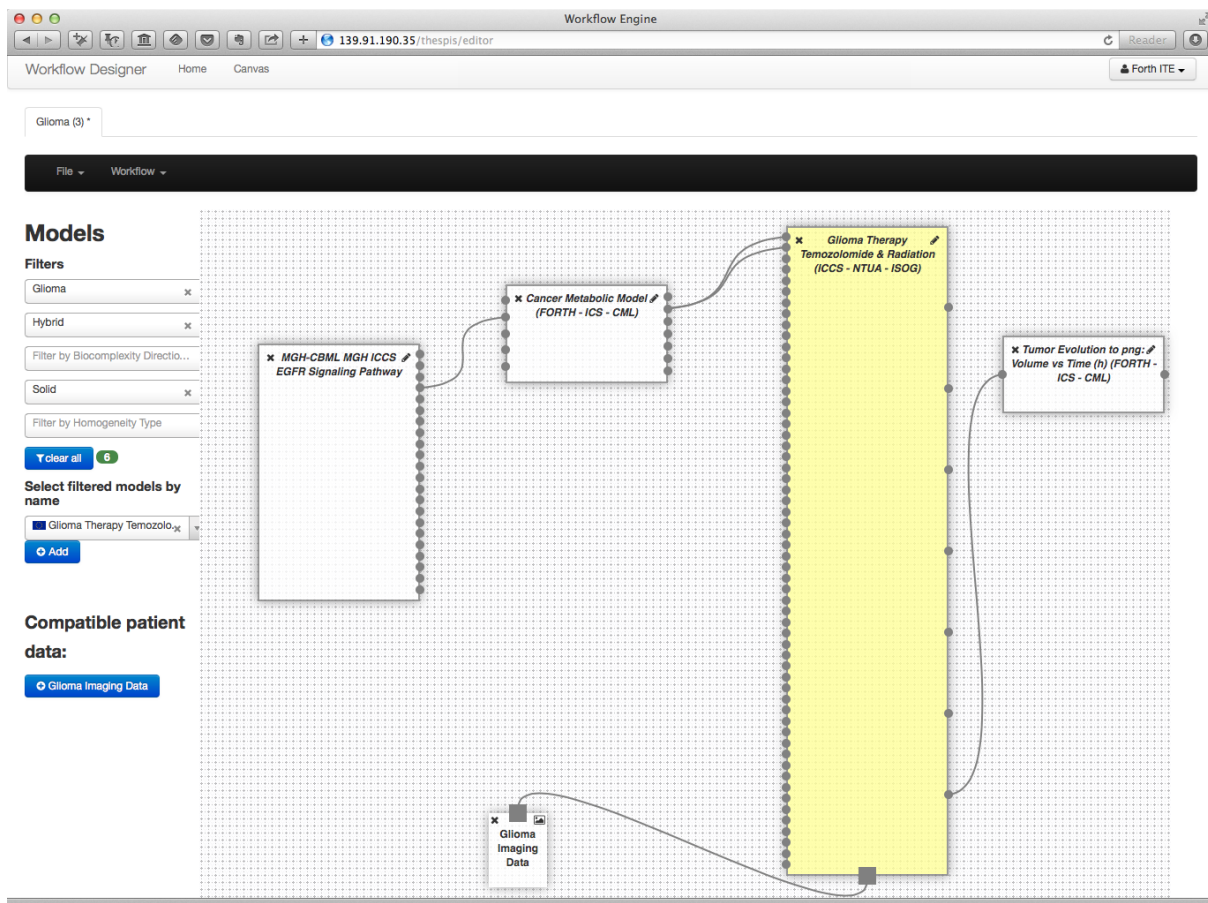 Workflow Engine
139.91.190.35/thespis/editor
Reader
Workflow Designer Home Canvas
Forth ITE
Glioma (3) *
File Workflow
Models
Filters
Glioma
Hybrid
Filter by Biocomplexity Directio...
Solid
Filter by Homogeneity Type
clear all 6
Select filtered models by
name
Glioma Therapy Temozolo...
Add
Compatible patient
data:
Glioma Imaging Data
MGH-CBML MGH ICCS
EGFR Signaling Pathway
Cancer Metabolic Model
(FORTH - ICS - CML)
Glioma Therapy
Temozolomide & Radiation
(ICCS - NTUA - ISOG)
Tumor Evolution to png:
Volume vs Time (h) (FORTH -
ICS - CML)
Glioma
Imaging
Data